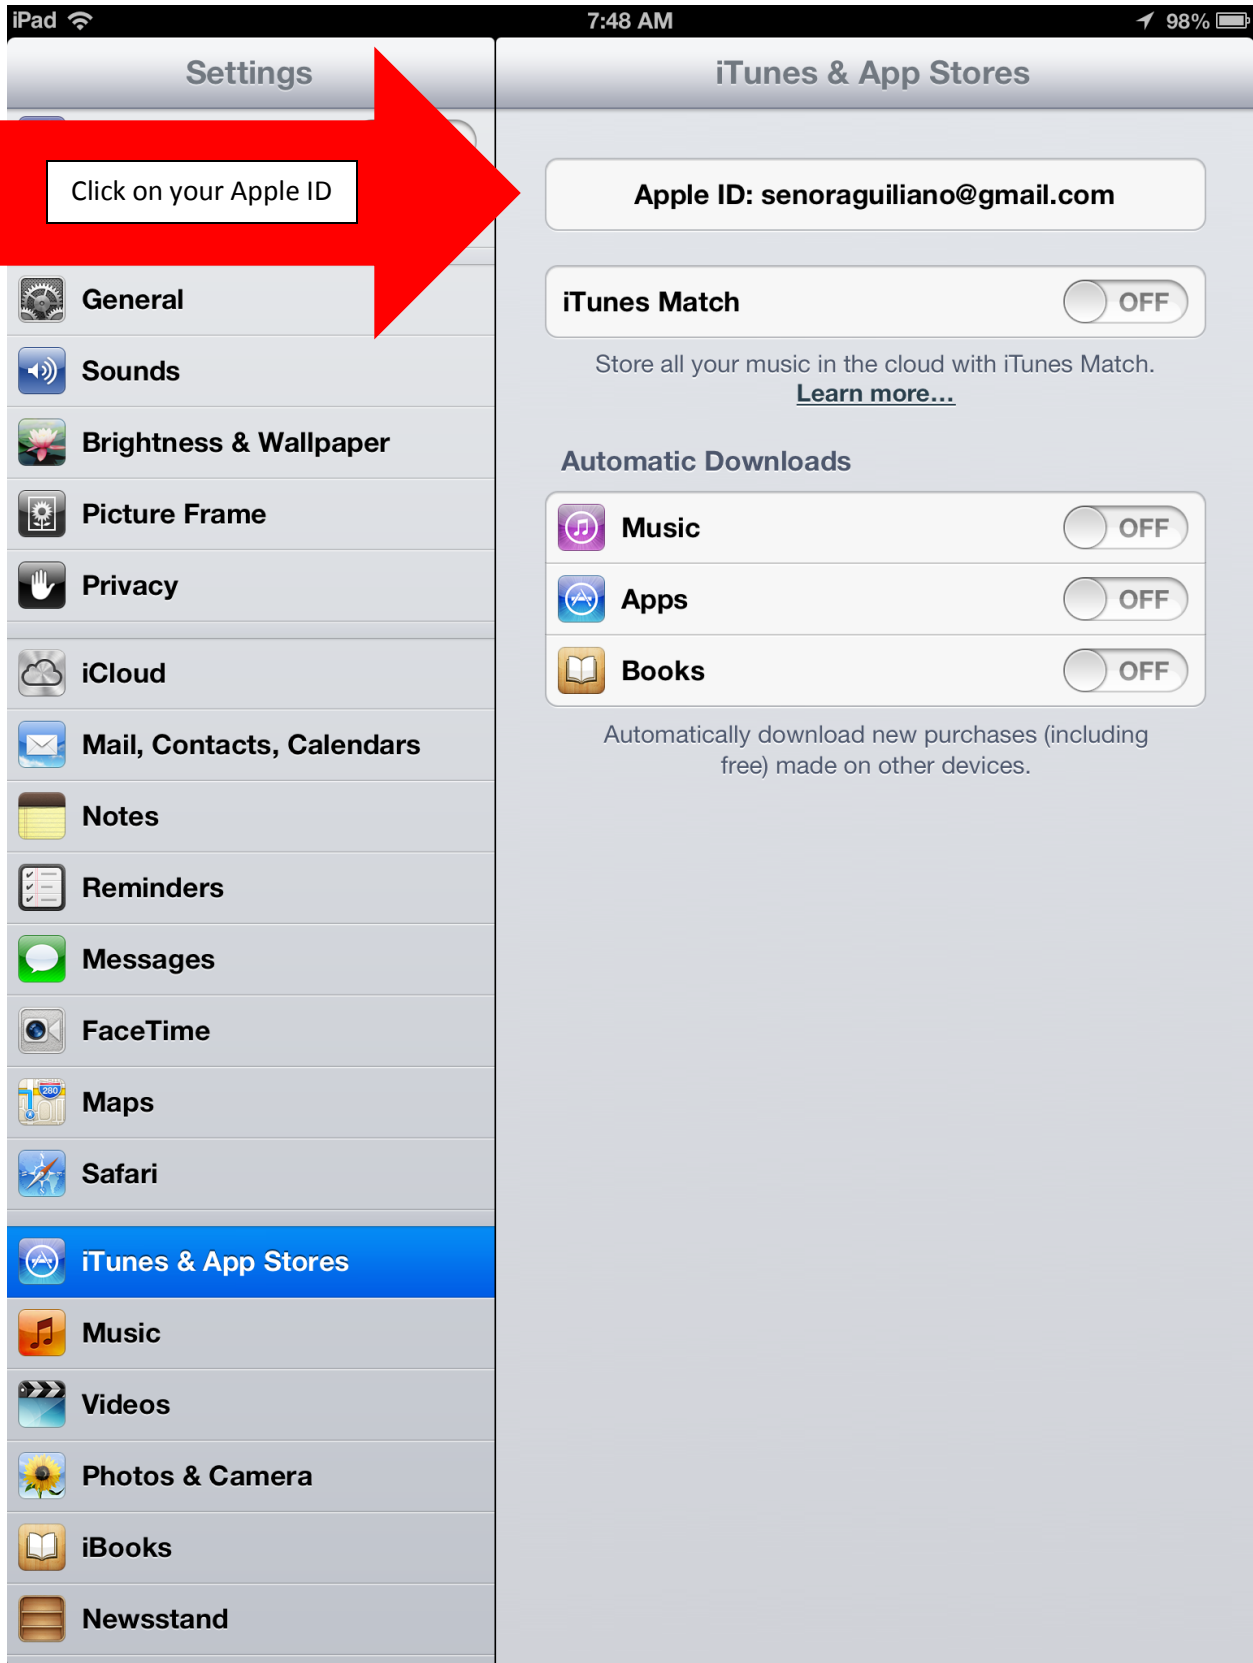 iPad 7:48 AM 98%
Settings
Click on your Apple ID
General
Sounds
Brightness & Wallpaper
Picture Frame
Privacy
iCloud
Mail, Contacts, Calendars
Notes
Reminders
Messages
FaceTime
Maps
280
Safari
iTunes & App Stores
Music
Videos
Photos & Camera
iBooks
Newsstand
iTunes & App Stores
Apple ID: senoraguiliano@gmail.com
iTunes Match OFF
Store all your music in the cloud with iTunes Match.
Learn more...
Automatic Downloads
Music OFF
Apps OFF
Books OFF
Automatically download new purchases (including
free) made on other devices.